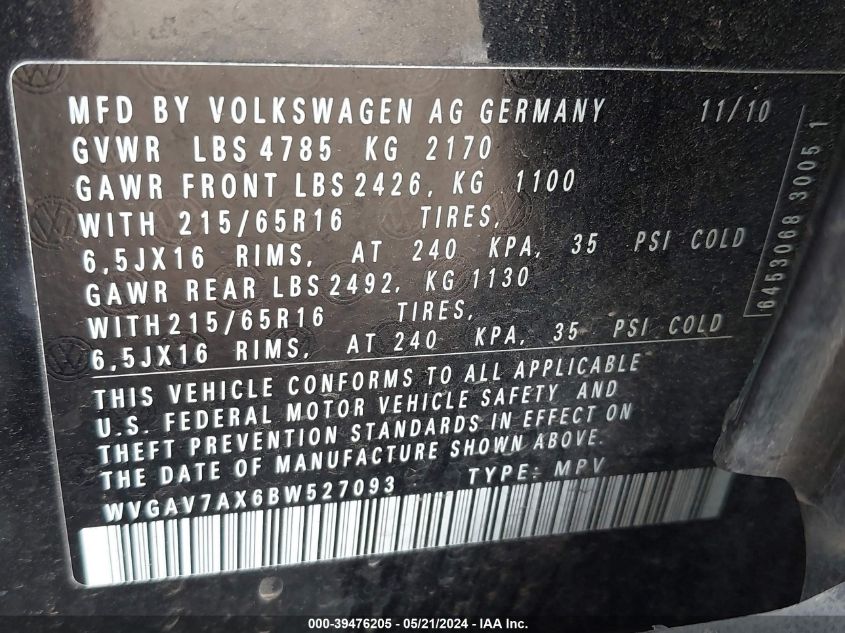 MFD BY VOLKSWAGEN AG GERMANY 11/10
GVWR LBS 4785 KG 2170
GAWR FRONT LBS 2426, KG 1100
WITH 215/65R16 TIRES,
6,5JX16 RIMS, AT 240 KPA, 35 PSI COLD
GAWR REAR LBS 2492, KG 1130
WITH 215/65R16 TIRES,
6,5JX16 RIMS, AT 240 KPA, 35 PSI COLD
THIS VEHICLE CONFORMS TO ALL APPLICABLE
U.S. FEDERAL MOTOR VEHICLE SAFETY AND
THEFT PREVENTION STANDARDS IN EFFECT ON
THE DATE OF MANUFACTURE SHOWN ABOVE.
WVGAV7AX6BW527093 TYPE: MPV
6453068 3005 1
000-39476205 - 05/21/2024 - IAA Inc.